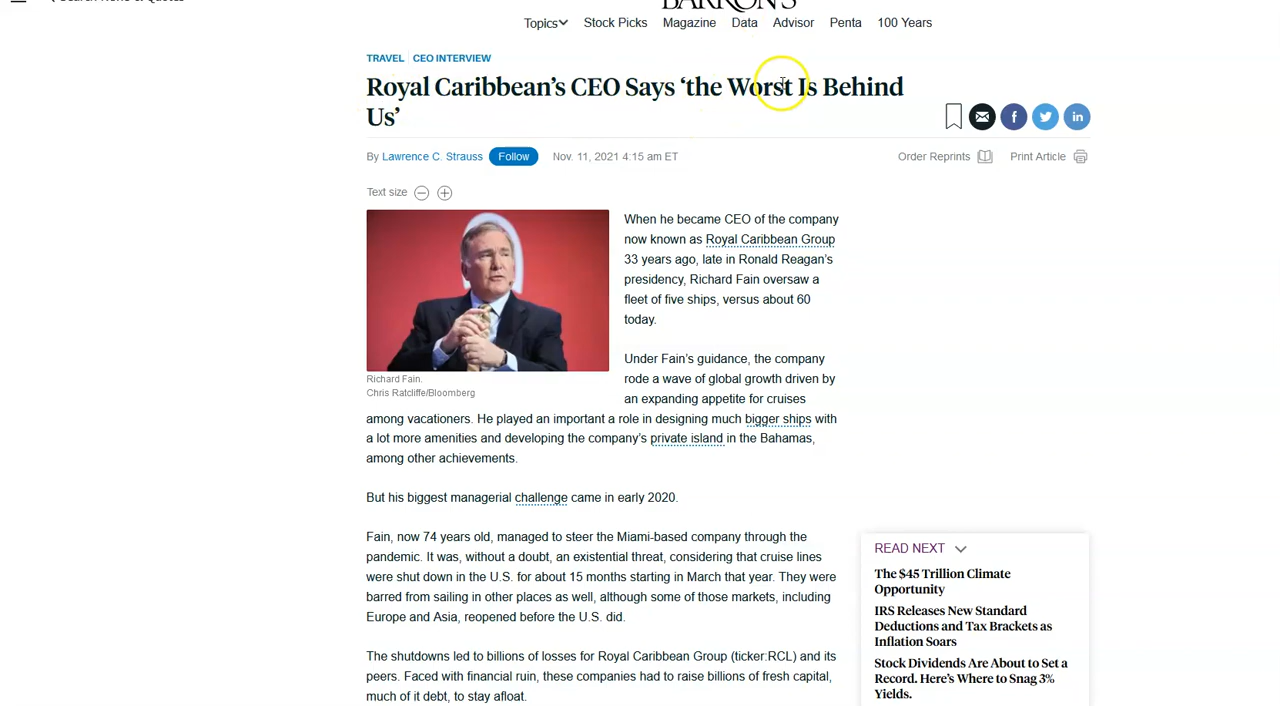 BARRON'S
Topics Stock Picks Magazine Data Advisor Penta 100 Years
TRAVEL CEO INTERVIEW
Royal Caribbean's CEO Says 'the Worst Is Behind
Us'
By Lawrence C. Strauss Follow Nov. 11, 2021 4:15 am ET
Order Reprints Print Article
Text size
When he became CEO of the company
now known as Royal Caribbean Group
33 years ago, late in Ronald Reagan's
presidency, Richard Fain oversaw a
fleet of five ships, versus about 60
today.
Under Fain's guidance, the company
rode a wave of global growth driven by
an expanding appetite for cruises
Richard Fain.
Chris Ratcliffe/Bloomberg
among vacationers. He played an important a role in designing much bigger ships with
a lot more amenities and developing the company's private island in the Bahamas,
among other achievements.
But his biggest managerial challenge came in early 2020.
Fain, now 74 years old, managed to steer the Miami-based company through the
pandemic. It was, without a doubt, an existential threat, considering that cruise lines
were shut down in the U.S. for about 15 months starting in March that year. They were
barred from sailing in other places as well, although some of those markets, including
Europe and Asia, reopened before the U.S. did.
The shutdowns led to billions of losses for Royal Caribbean Group (ticker:RCL) and its
peers. Faced with financial ruin, these companies had to raise billions of fresh capital,
much of it debt, to stay afloat.
READ NEXT
The $45 Trillion Climate
Opportunity
IRS Releases New Standard
Deductions and Tax Brackets as
Inflation Soars
Stock Dividends Are About to Set a
Record. Here's Where to Snag 3%
Yields.